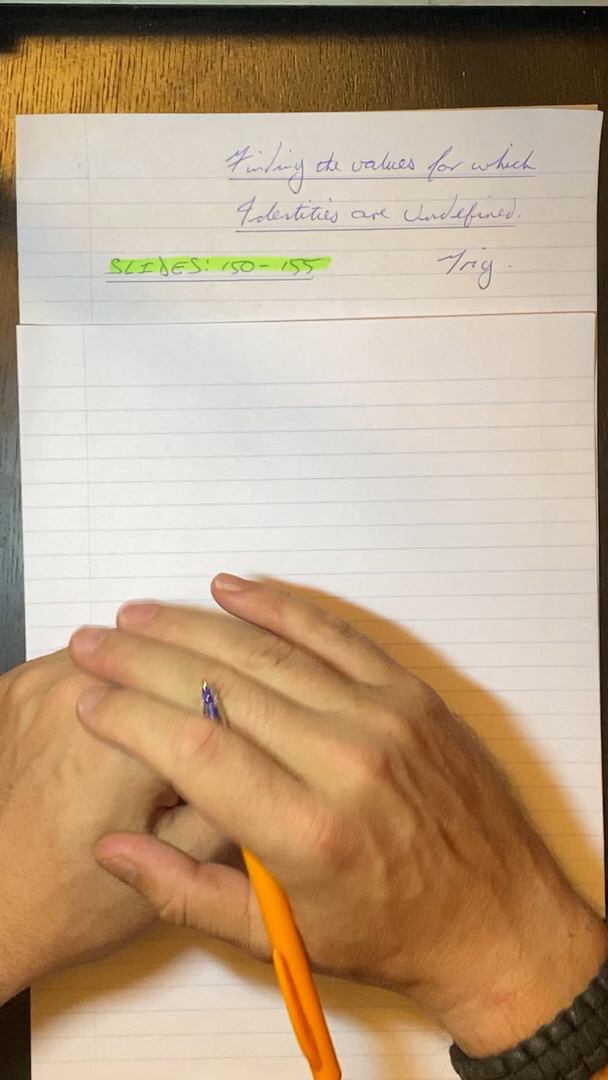 Finding the values for which
Identities are Undefined.
SLIDES: 150-155
Trig.